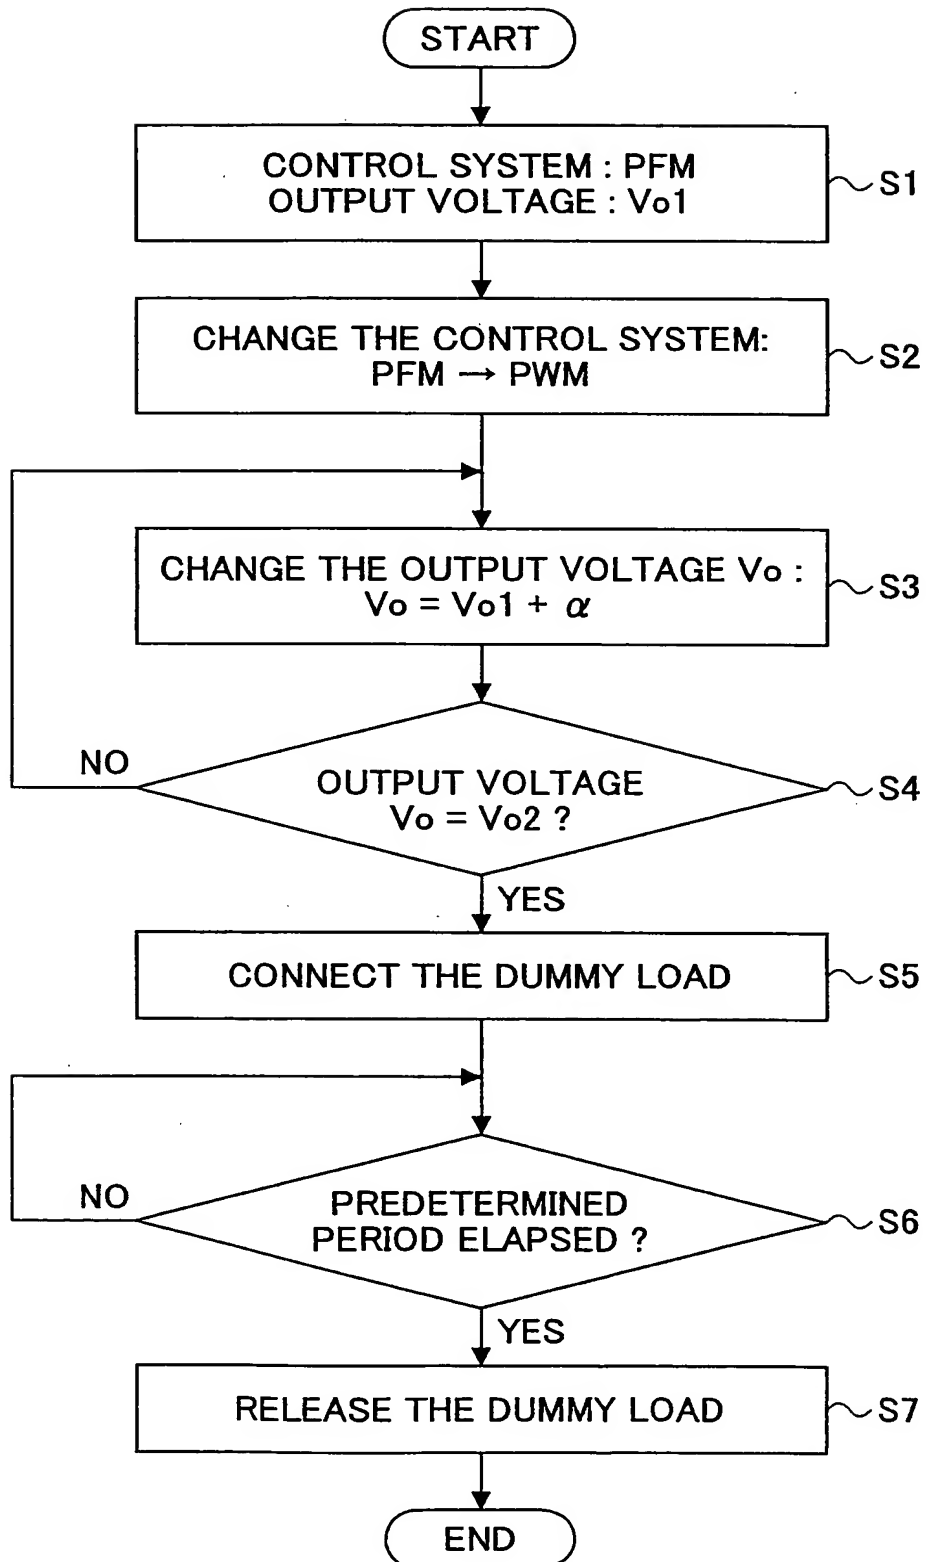 START
CONTROL SYSTEM : PFM
OUTPUT VOLTAGE : Vo1
S1
CHANGE THE CONTROL SYSTEM:
PFM → PWM
S2
CHANGE THE OUTPUT VOLTAGE Vo :
Vo = Vo1 + α
S3
NO
OUTPUT VOLTAGE
Vo = Vo2 ?
S4
YES
CONNECT THE DUMMY LOAD
S5
NO
PREDETERMINED
PERIOD ELAPSED ?
S6
YES
RELEASE THE DUMMY LOAD
S7
END